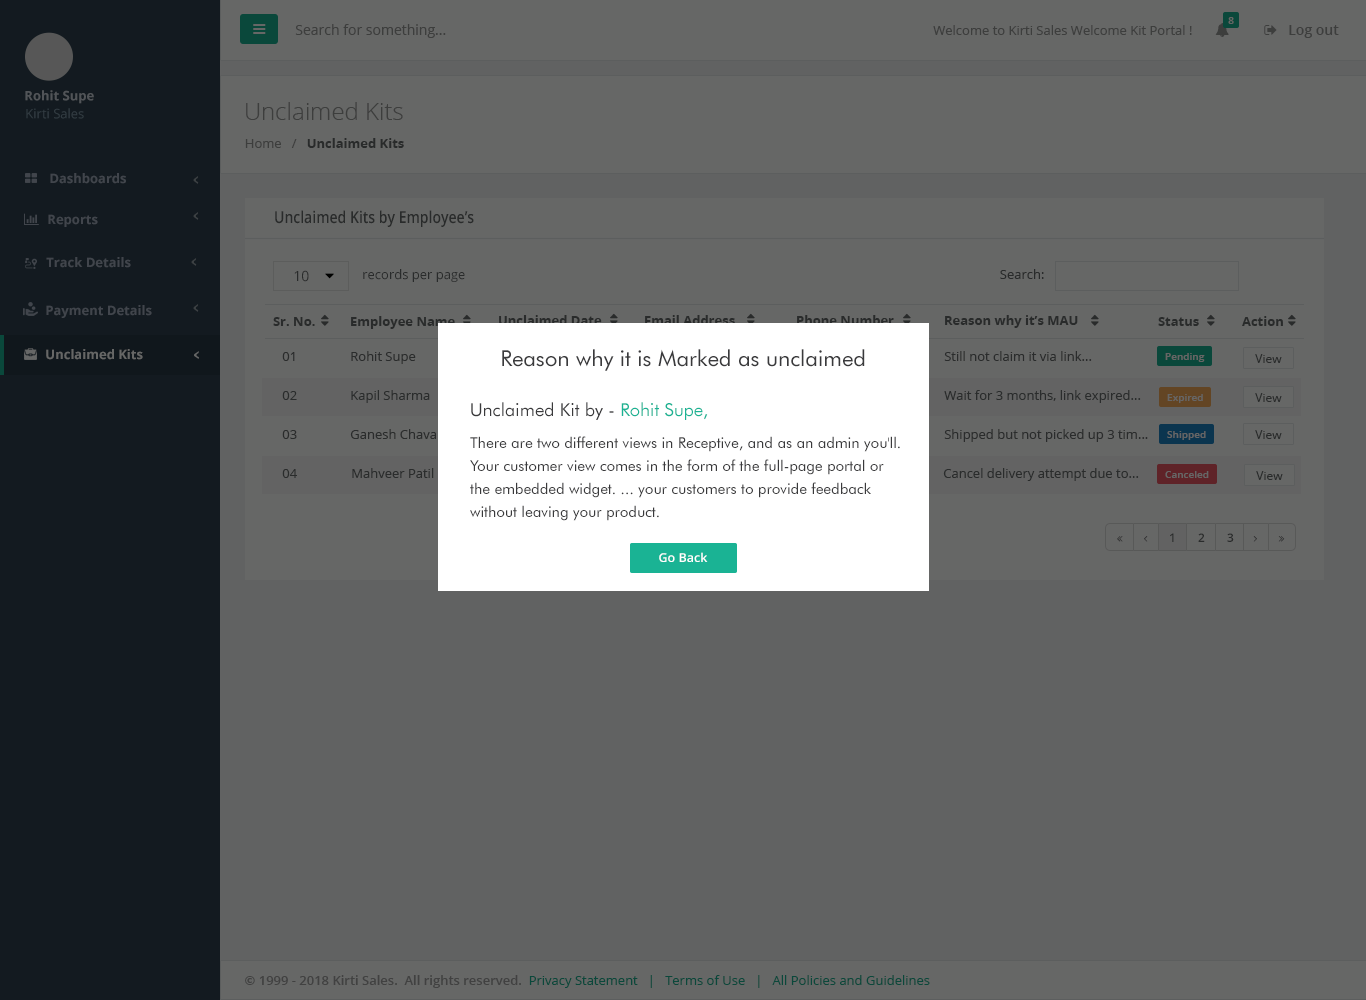 Search for something...
Welcome to Kirti Sales Welcome Kit Portal !
8
Log out
Rohit Supe
Kirti Sales
Dashboards
Reports
Track Details
Payment Details
Unclaimed Kits
Unclaimed Kits
Home / Unclaimed Kits
Unclaimed Kits by Employee's
10 records per page
Search:
Sr. No. Employee Name Unclaimed Date Email Address Phone Number Reason why it's MAU Status Action
01 Rohit Supe Still not claim it via link... Pending View
02 Kapil Sharma Wait for 3 months, link expired... Expired View
03 Ganesh Chava Shipped but not picked up 3 tim... Shipped View
04 Mahveer Patil Cancel delivery attempt due to... Canceled View
« ‹ 1 2 3 › »
Reason why it is Marked as unclaimed
Unclaimed Kit by - Rohit Supe,
There are two different views in Receptive, and as an admin you'll.
Your customer view comes in the form of the full-page portal or
the embedded widget. ... your customers to provide feedback
without leaving your product.
Go Back
© 1999 - 2018 Kirti Sales. All rights reserved. Privacy Statement | Terms of Use | All Policies and Guidelines